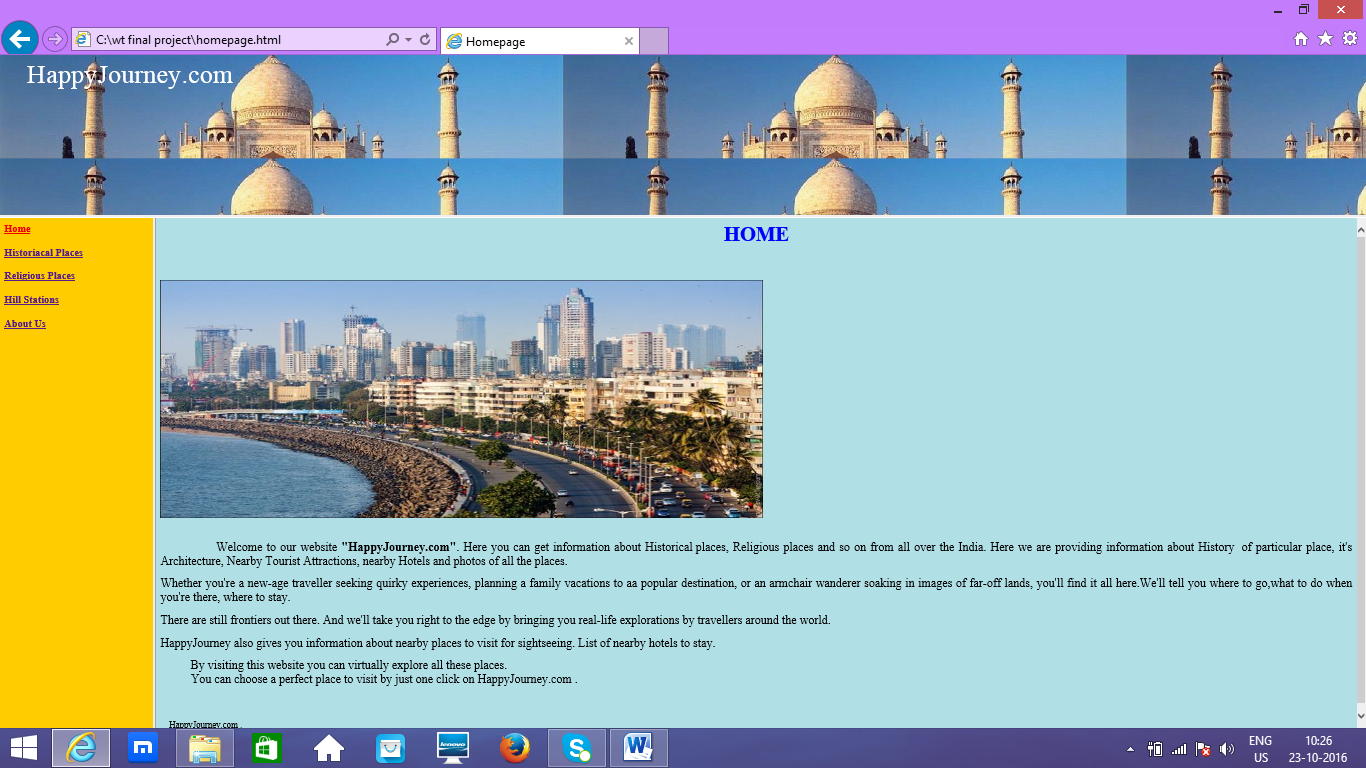 C:\wt final project\homepage.html
Homepage
HappyJourney.com
Home
Historiacal Places
Religious Places
Hill Stations
About Us
HOME
Welcome to our website "HappyJourney.com". Here you can get information about Historical places, Religious places and so on from all over the India. Here we are providing information about History of particular place, it's
Architecture, Nearby Tourist Attractions, nearby Hotels and photos of all the places.
Whether you're a new-age traveller seeking quirky experiences, planning a family vacations to aa popular destination, or an armchair wanderer soaking in images of far-off lands, you'll find it all here.We'll tell you where to go,what to do when
you're there, where to stay.
There are still frontiers out there. And we'll take you right to the edge by bringing you real-life explorations by travellers around the world.
HappyJourney also gives you information about nearby places to visit for sightseeing. List of nearby hotels to stay.
By visiting this website you can virtually explore all these places.
You can choose a perfect place to visit by just one click on HappyJourney.com .
HappyJourney.com .
lenovo
ENG
US
10:26
23-10-2016